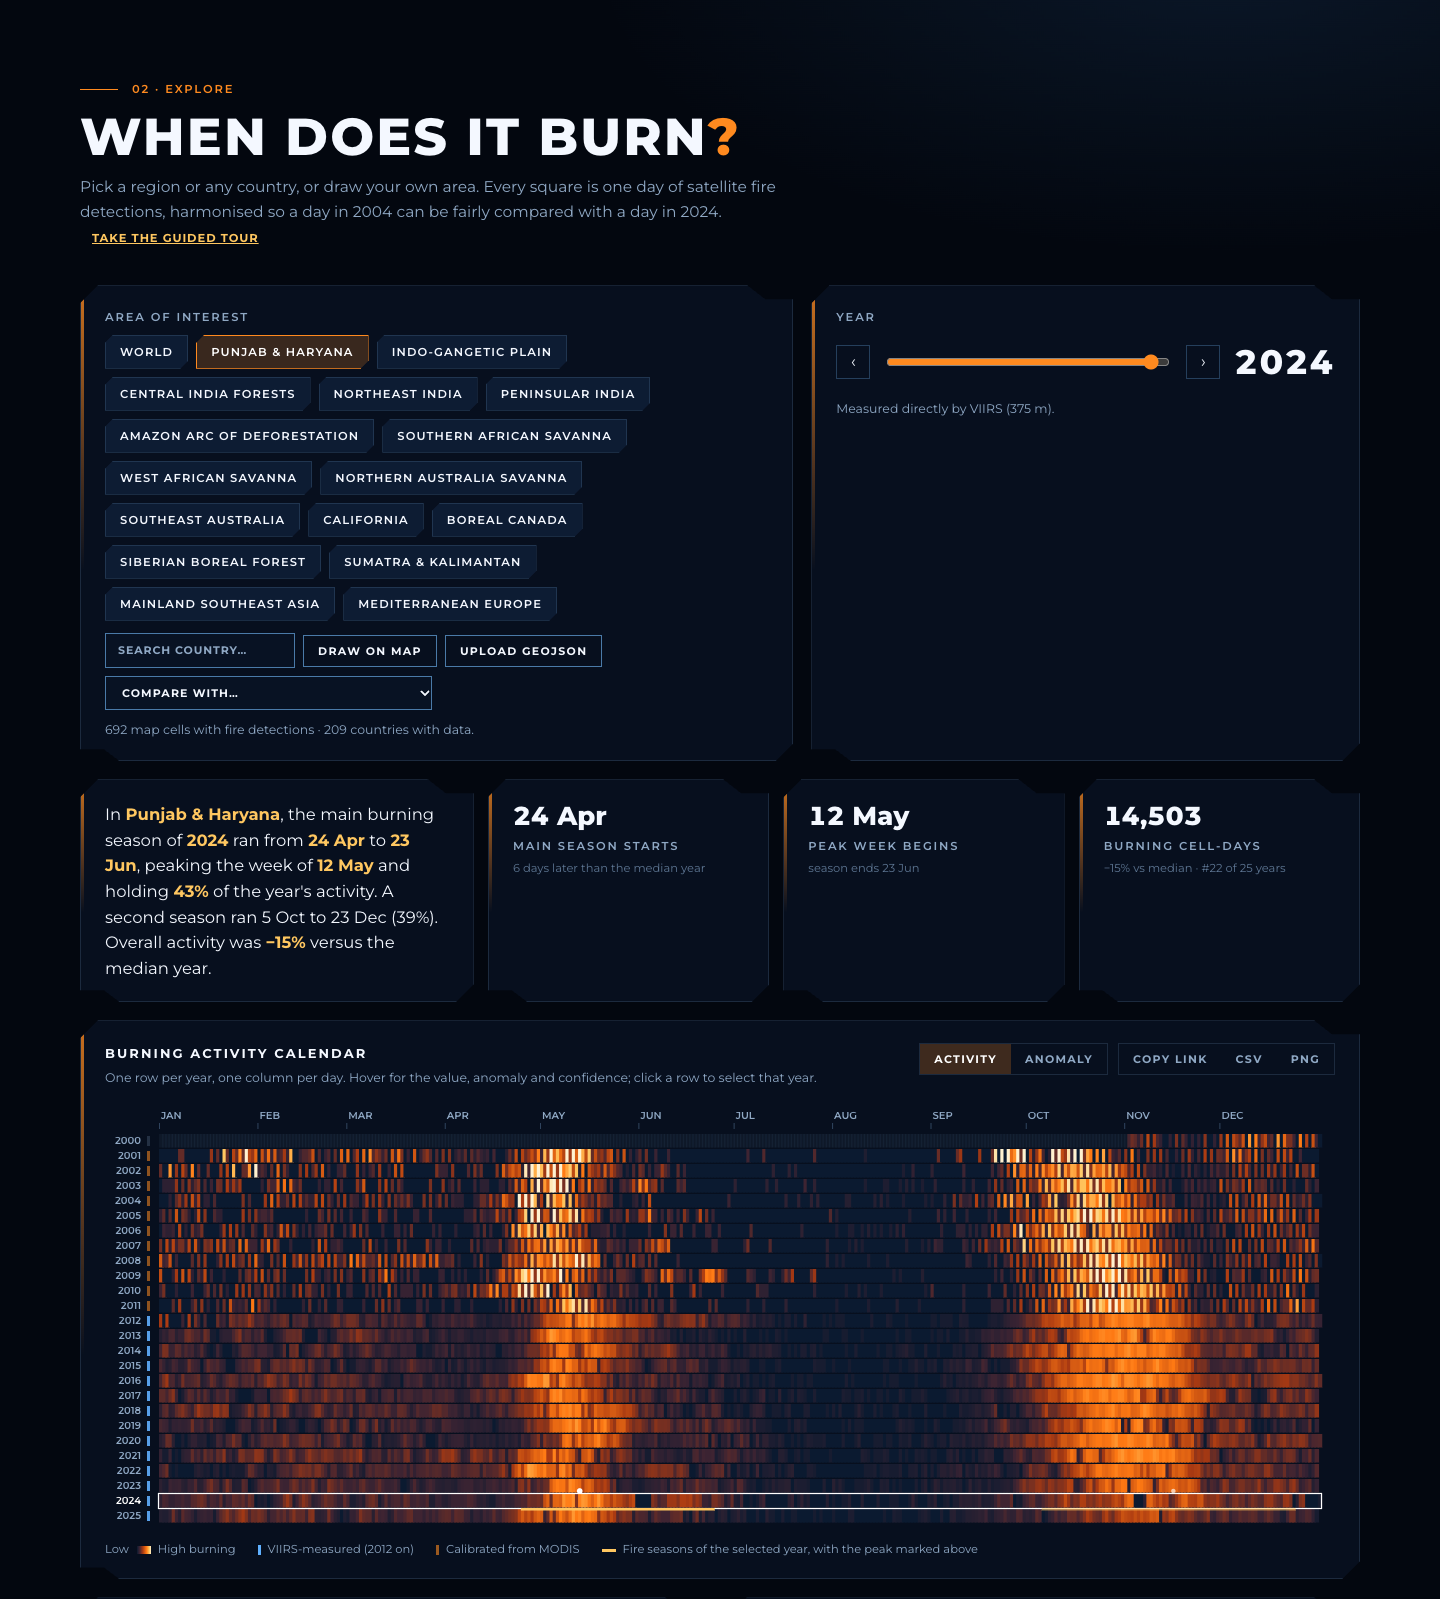 02 · EXPLORE
WHEN DOES IT BURN?
Pick a region or any country, or draw your own area. Every square is one day of satellite fire
detections, harmonised so a day in 2004 can be fairly compared with a day in 2024.
TAKE THE GUIDED TOUR
AREA OF INTEREST
WORLD PUNJAB & HARYANA INDO-GANGETIC PLAIN
CENTRAL INDIA FORESTS NORTHEAST INDIA PENINSULAR INDIA
AMAZON ARC OF DEFORESTATION SOUTHERN AFRICAN SAVANNA
WEST AFRICAN SAVANNA NORTHERN AUSTRALIA SAVANNA
SOUTHEAST AUSTRALIA CALIFORNIA BOREAL CANADA
SIBERIAN BOREAL FOREST SUMATRA & KALIMANTAN
MAINLAND SOUTHEAST ASIA MEDITERRANEAN EUROPE
SEARCH COUNTRY... DRAW ON MAP UPLOAD GEOJSON
COMPARE WITH...
692 map cells with fire detections · 209 countries with data.
YEAR
‹ › 2024
Measured directly by VIIRS (375 m).
In Punjab & Haryana, the main burning
season of 2024 ran from 24 Apr to 23
Jun, peaking the week of 12 May and
holding 43% of the year's activity. A
second season ran 5 Oct to 23 Dec (39%).
Overall activity was −15% versus the
median year.
24 Apr
MAIN SEASON STARTS
6 days later than the median year
12 May
PEAK WEEK BEGINS
season ends 23 Jun
14,503
BURNING CELL-DAYS
−15% vs median · #22 of 25 years
BURNING ACTIVITY CALENDAR
One row per year, one column per day. Hover for the value, anomaly and confidence; click a row to select that year.
ACTIVITY ANOMALY COPY LINK CSV PNG
JAN FEB MAR APR MAY JUN JUL AUG SEP OCT NOV DEC
2000
2001
2002
2003
2004
2005
2006
2007
2008
2009
2010
2011
2012
2013
2014
2015
2016
2017
2018
2019
2020
2021
2022
2023
2024
2025
Low High burning VIIRS-measured (2012 on) Calibrated from MODIS Fire seasons of the selected year, with the peak marked above